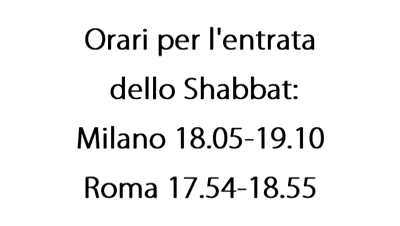 Orari per l'entrata
dello Shabbat:
Milano 18.05-19.10
Roma 17.54-18.55